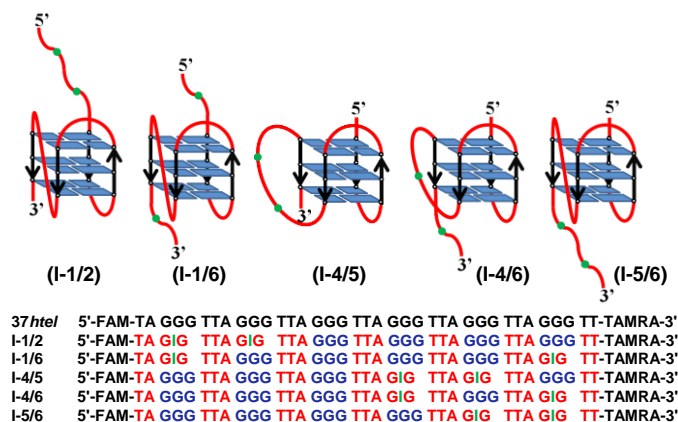 5' 5' 5' 5' 5'
3' 3' 3' 3' 3'
(I-1/2) (I-1/6) (I-4/5) (I-4/6) (I-5/6)
37htel 5'-FAM-TA GGG TTA GGG TTA GGG TTA GGG TTA GGG TTA GGG TT-TAMRA-3'
I-1/2 5'-FAM-TA GIG TTA GIG TTA GGG TTA GGG TTA GGG TTA GGG TT-TAMRA-3'
I-1/6 5'-FAM-TA GIG TTA GGG TTA GGG TTA GGG TTA GGG TTA GIG TT-TAMRA-3'
I-4/5 5'-FAM-TA GGG TTA GGG TTA GGG TTA GIG TTA GIG TTA GGG TT-TAMRA-3'
I-4/6 5'-FAM-TA GGG TTA GGG TTA GGG TTA GIG TTA GGG TTA GIG TT-TAMRA-3'
I-5/6 5'-FAM-TA GGG TTA GGG TTA GGG TTA GGG TTA GIG TTA GIG TT-TAMRA-3'